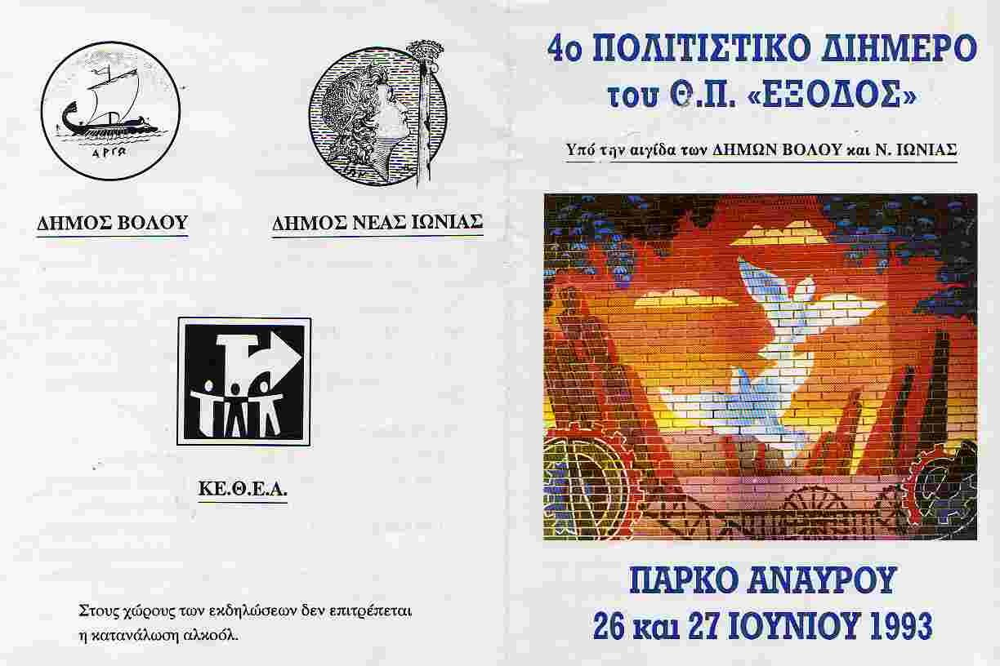 ΑΡΓΩ
ΔΗΜΟΣ ΒΟΛΟΥ
ΔΗΜΟΣ ΝΕΑΣ ΙΩΝΙΑΣ
ΚΕ.Θ.Ε.Α.
Στους χώρους των εκδηλώσεων δεν επιτρέπεται
η κατανάλωση αλκοόλ.
4ο ΠΟΛΙΤΙΣΤΙΚΟ ΔΙΗΜΕΡΟ
του Θ.Π. «ΕΞΟΔΟΣ»
Υπό την αιγίδα των ΔΗΜΩΝ ΒΟΛΟΥ και Ν. ΙΩΝΙΑΣ
ΠΑΡΚΟ ΑΝΑΥΡΟΥ
26 και 27 ΙΟΥΝΙΟΥ 1993